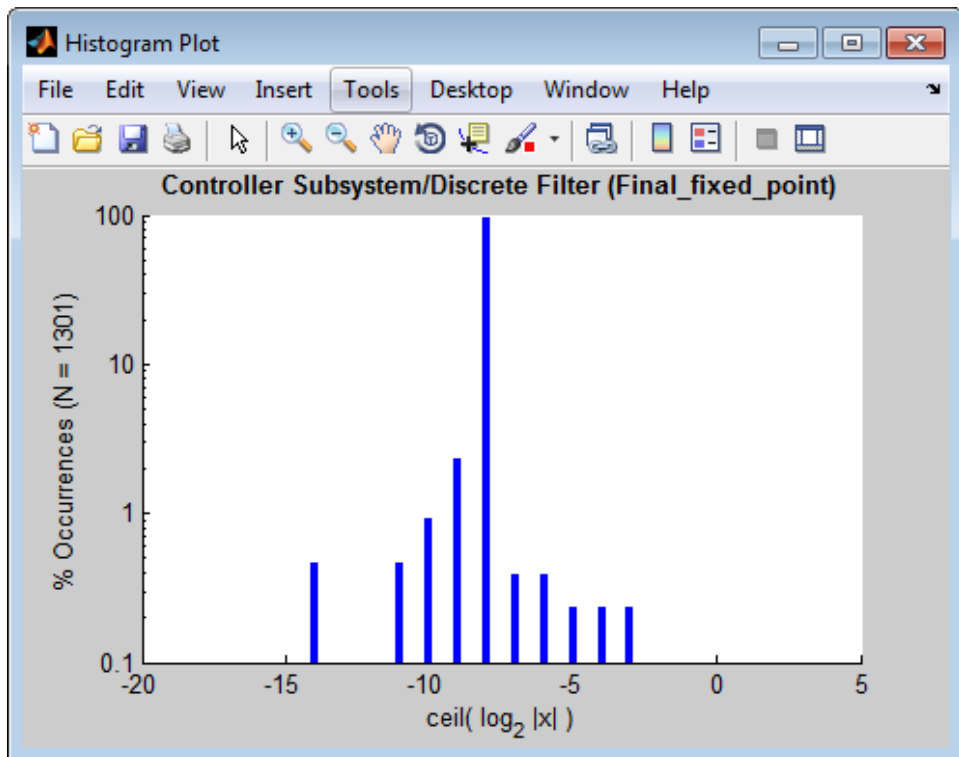 Histogram Plot
File Edit View Insert Tools Desktop Window Help
Controller Subsystem/Discrete Filter (Final_fixed_point)
100
10
1
0.1
% Occurrences (N = 1301)
-20 -15 -10 -5 0 5
ceil( log2 |x| )